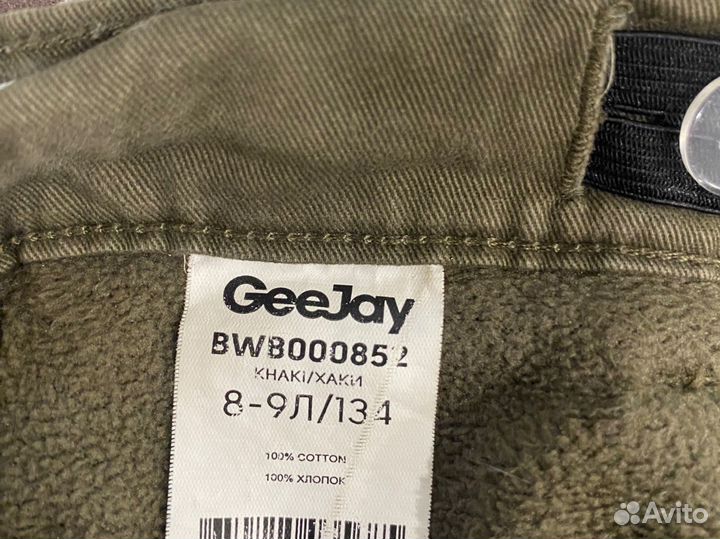 GeeJay
BWB000852
KHAKI/ХАКИ
8-9Л/134
100% COTTON
100% ХЛОПОК
Avito